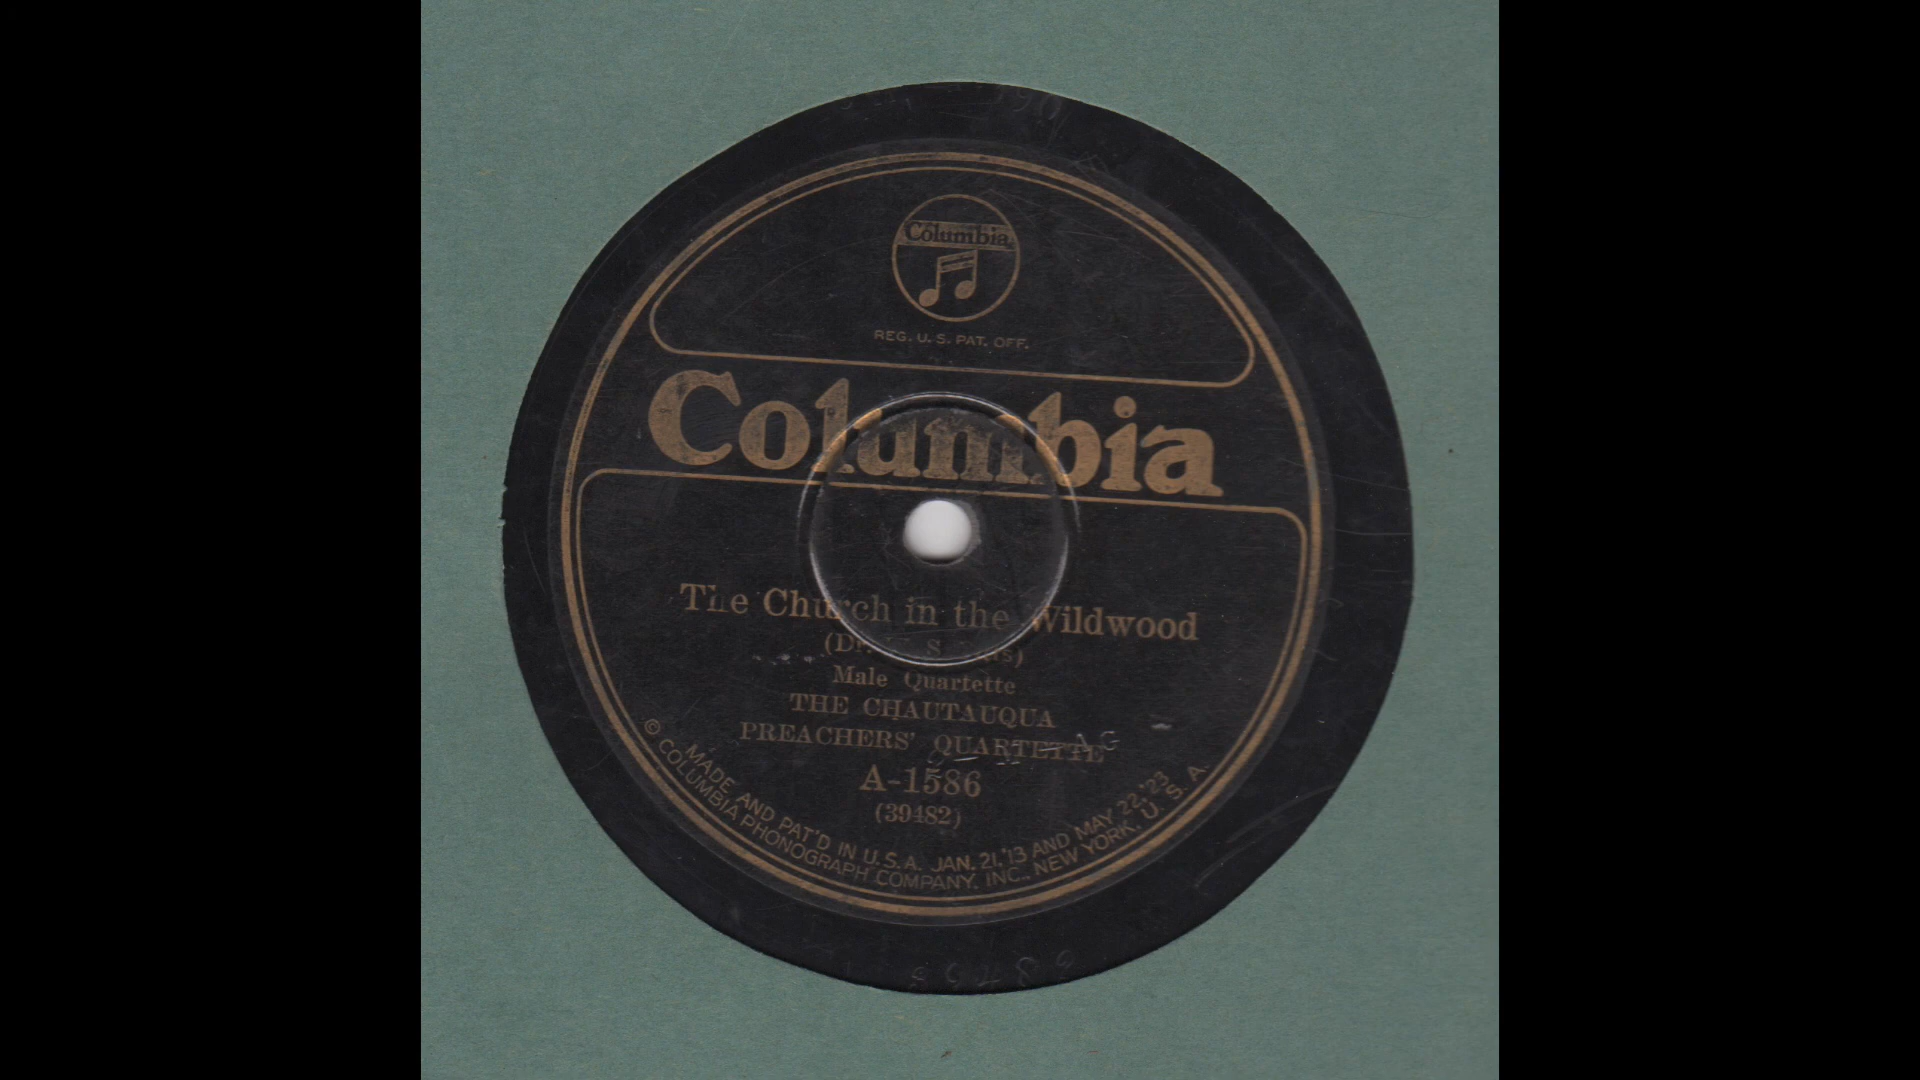 Columbia
REG. U. S. PAT. OFF.
Columbia
The Church in the Wildwood
Male Quartette
THE CHAUTAUQUA
PREACHERS' QUARTETTE
A-1586
(39482)
MADE AND PAT'D IN U.S.A. JAN. 21,'13 AND MAY 22,'23
© COLUMBIA PHONOGRAPH COMPANY, INC., NEW YORK, U. S. A.
39482